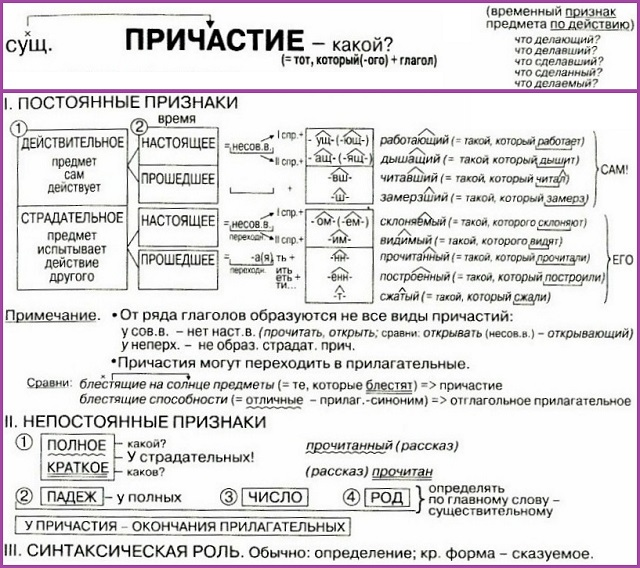 сущ. ПРИЧАСТИЕ – какой?
(= тот, который(-ого) + глагол)
(временный признак
предмета по действию)
что делающий?
что делавший?
что сделавший?
что сделанный?
что делаемый?
I. ПОСТОЯННЫЕ ПРИЗНАКИ
1 2 время
ДЕЙСТВИТЕЛЬНОЕ
предмет
сам
действует
НАСТОЯЩЕЕ = несов.в. I спр.+ - ущ-(-ющ-) работающий (= такой, который работает)
II спр.+ - ащ-(-ящ-) дышащий (= такой, который дышит)
ПРОШЕДШЕЕ + -вш- читавший (= такой, который читал)
-ш- замерзший (= такой, который замерз)
САМ!
СТРАДАТЕЛЬНОЕ
предмет
испытывает
действие
другого
НАСТОЯЩЕЕ = несов.в. переходн. I спр.+ -ом-(-ем-) склоняемый (= такой, которого склоняют)
II спр.+ -им- видимый (= такой, которого видят)
ПРОШЕДШЕЕ = -а(я) ть + переходн. -нн- прочитанный (= такой, который прочитали)
ить + еть + -енн- построенный (= такой, который построили)
ти... -т- сжатый (= такой, который сжали)
ЕГО
Примечание. •От ряда глаголов образуются не все виды причастий:
у сов.в. – нет наст.в. (прочитать, открыть; сравни: открывать (несов.в.) – открывающий)
у неперх. – не образ. страдат. прич.
•Причастия могут переходить в прилагательные.
Сравни: блестящие на солнце предметы (= те, которые блестят) => причастие
блестящие способности (= отличные – прилаг.-синоним) => отглагольное прилагательное
II. НЕПОСТОЯННЫЕ ПРИЗНАКИ
1 ПОЛНОЕ – какой? прочитанный (рассказ)
У страдательных!
КРАТКОЕ – каков? (рассказ) прочитан
2 ПАДЕЖ – у полных 3 ЧИСЛО 4 РОД
определять
по главному слову –
существительному
У ПРИЧАСТИЯ – ОКОНЧАНИЯ ПРИЛАГАТЕЛЬНЫХ
III. СИНТАКСИЧЕСКАЯ РОЛЬ. Обычно: определение; кр. форма – сказуемое.